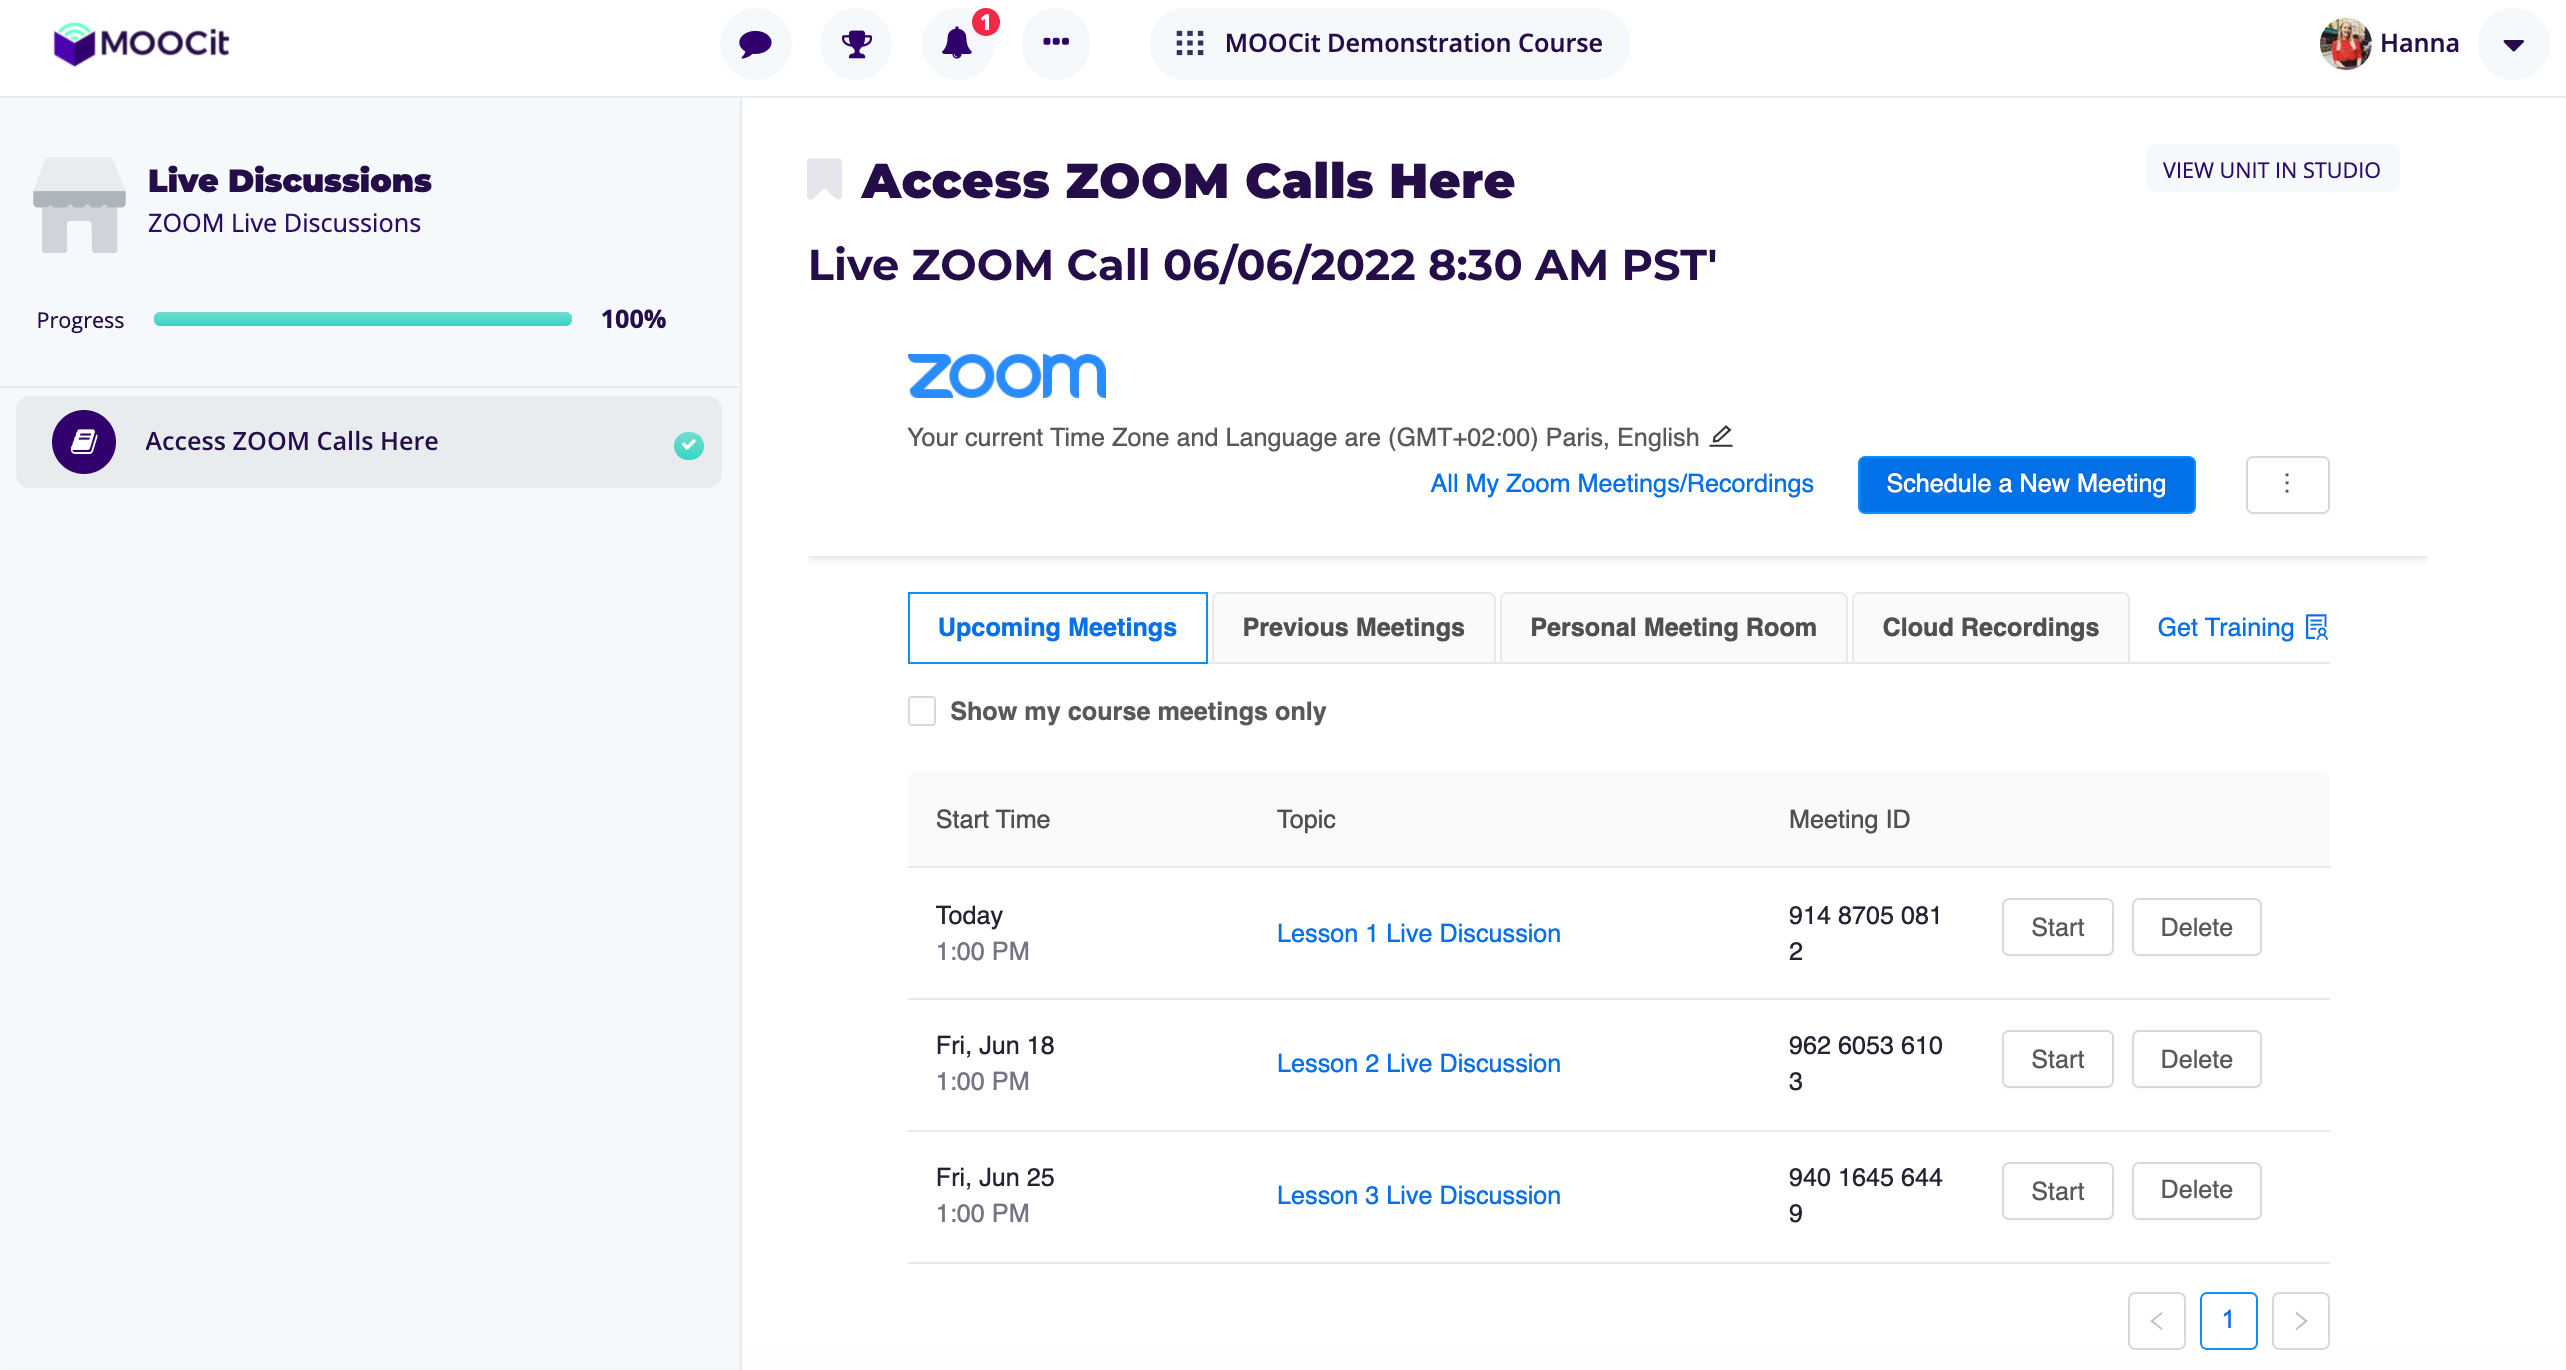 MOOCit
1
MOOCit Demonstration Course
Hanna
Live Discussions
ZOOM Live Discussions
Progress
100%
Access ZOOM Calls Here
Access ZOOM Calls Here
VIEW UNIT IN STUDIO
Live ZOOM Call 06/06/2022 8:30 AM PST'
zoom
Your current Time Zone and Language are (GMT+02:00) Paris, English
All My Zoom Meetings/Recordings
Schedule a New Meeting
Upcoming Meetings
Previous Meetings
Personal Meeting Room
Cloud Recordings
Get Training
Show my course meetings only
Start Time
Topic
Meeting ID
Today
1:00 PM
Lesson 1 Live Discussion
914 8705 081
2
Start
Delete
Fri, Jun 18
1:00 PM
Lesson 2 Live Discussion
962 6053 610
3
Start
Delete
Fri, Jun 25
1:00 PM
Lesson 3 Live Discussion
940 1645 644
9
Start
Delete
< 1 >